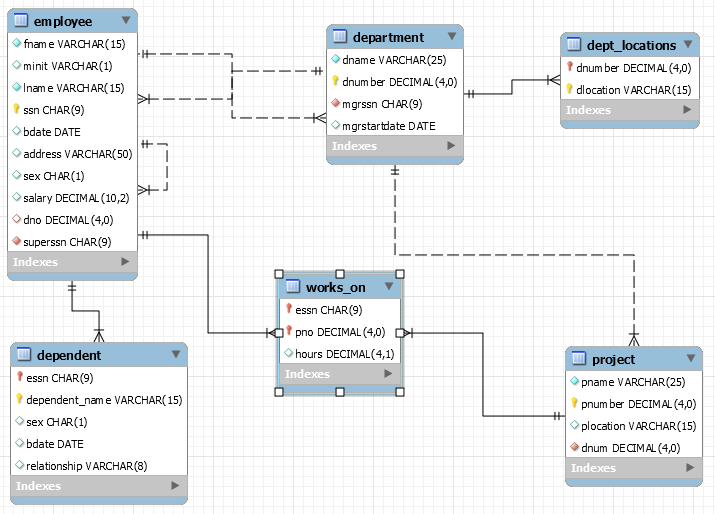 employee
fname VARCHAR(15)
minit VARCHAR(1)
lname VARCHAR(15)
ssn CHAR(9)
bdate DATE
address VARCHAR(50)
sex CHAR(1)
salary DECIMAL(10,2)
dno DECIMAL(4,0)
superssn CHAR(9)
Indexes
department
dname VARCHAR(25)
dnumber DECIMAL(4,0)
mgrssn CHAR(9)
mgrstartdate DATE
Indexes
dept_locations
dnumber DECIMAL(4,0)
dlocation VARCHAR(15)
Indexes
works_on
essn CHAR(9)
pno DECIMAL(4,0)
hours DECIMAL(4,1)
Indexes
dependent
essn CHAR(9)
dependent_name VARCHAR(15)
sex CHAR(1)
bdate DATE
relationship VARCHAR(8)
Indexes
project
pname VARCHAR(25)
pnumber DECIMAL(4,0)
plocation VARCHAR(15)
dnum DECIMAL(4,0)
Indexes